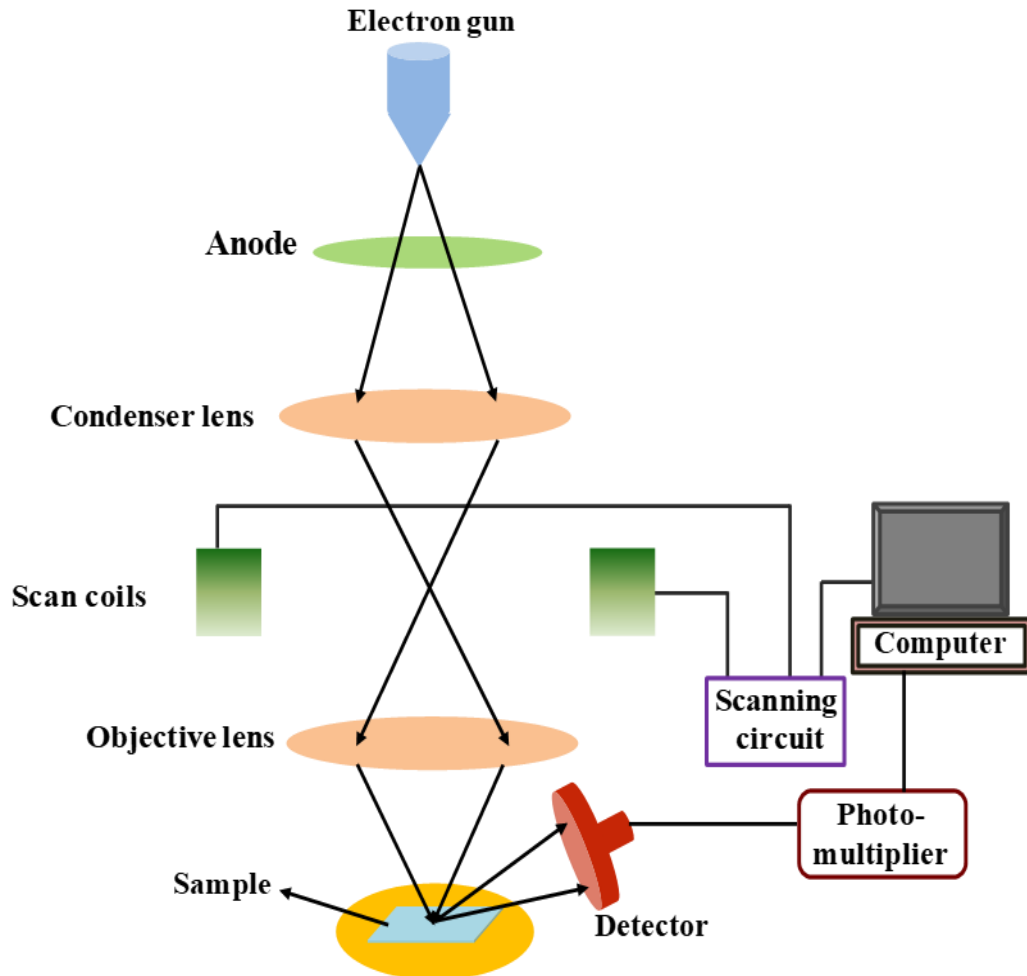 Electron gun
Anode
Condenser lens
Scan coils
Computer
Scanning
circuit
Objective lens
Photo-
multiplier
Sample
Detector